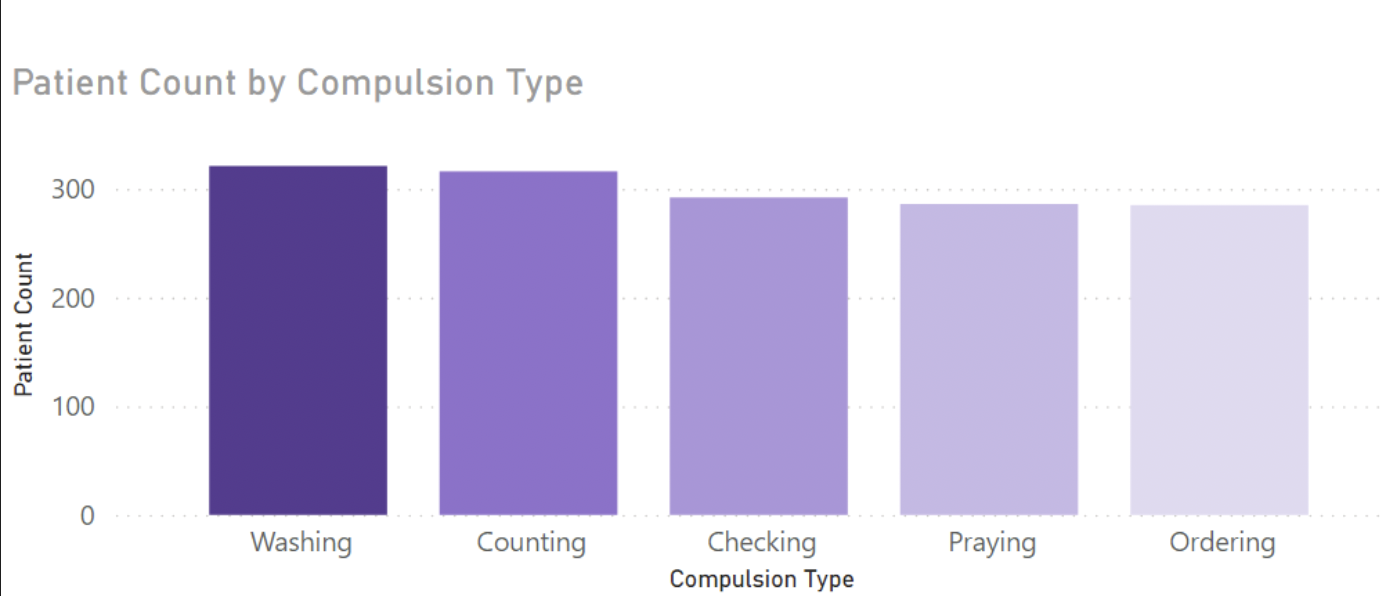 Patient Count by Compulsion Type
300
200
100
0
Patient Count
Washing Counting Checking Praying Ordering
Compulsion Type